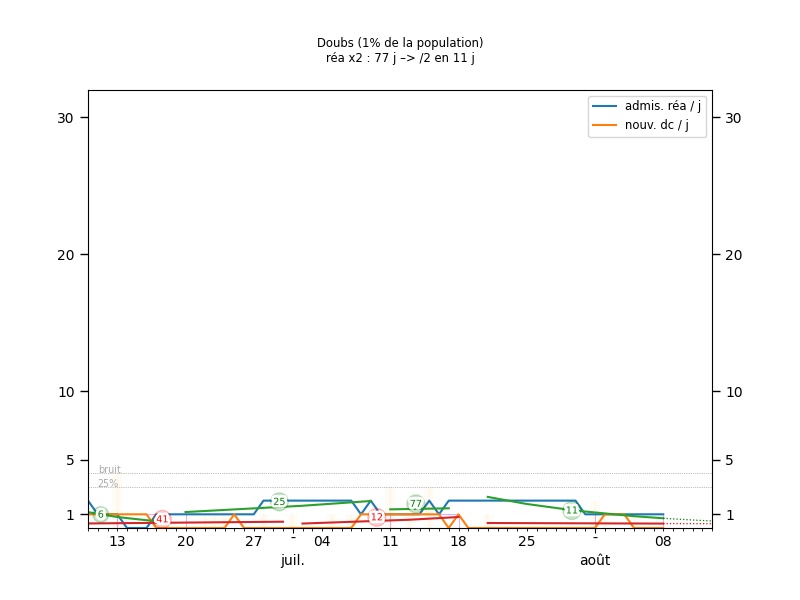 Doubs (1% de la population)
réa x2 : 77 j –> /2 en 11 j
admis. réa / j
nouv. dc / j
30 30
20 20
10 10
5 5
bruit
25%
1 1
6 41 25 12 77 11
13 20 27 - 04 11 18 25 - 08
juil. août